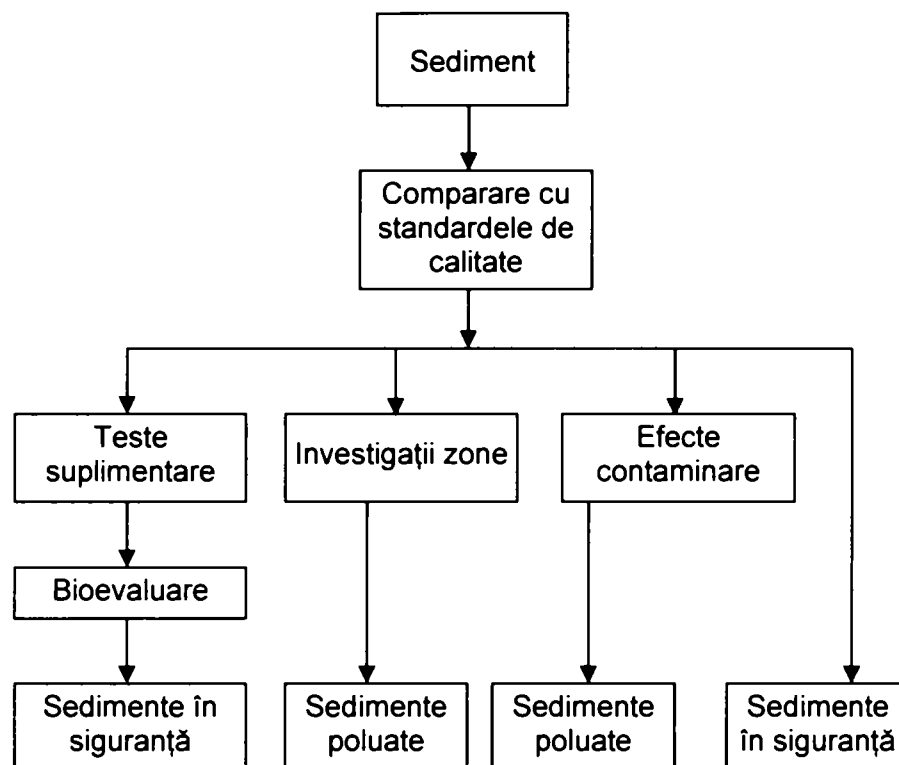 Sediment
Comparare cu
standardele de
calitate
Teste
suplimentare
Investigații zone
Efecte
contaminare
Bioevaluare
Sedimente în
siguranță
Sedimente
poluate
Sedimente
poluate
Sedimente
în siguranță